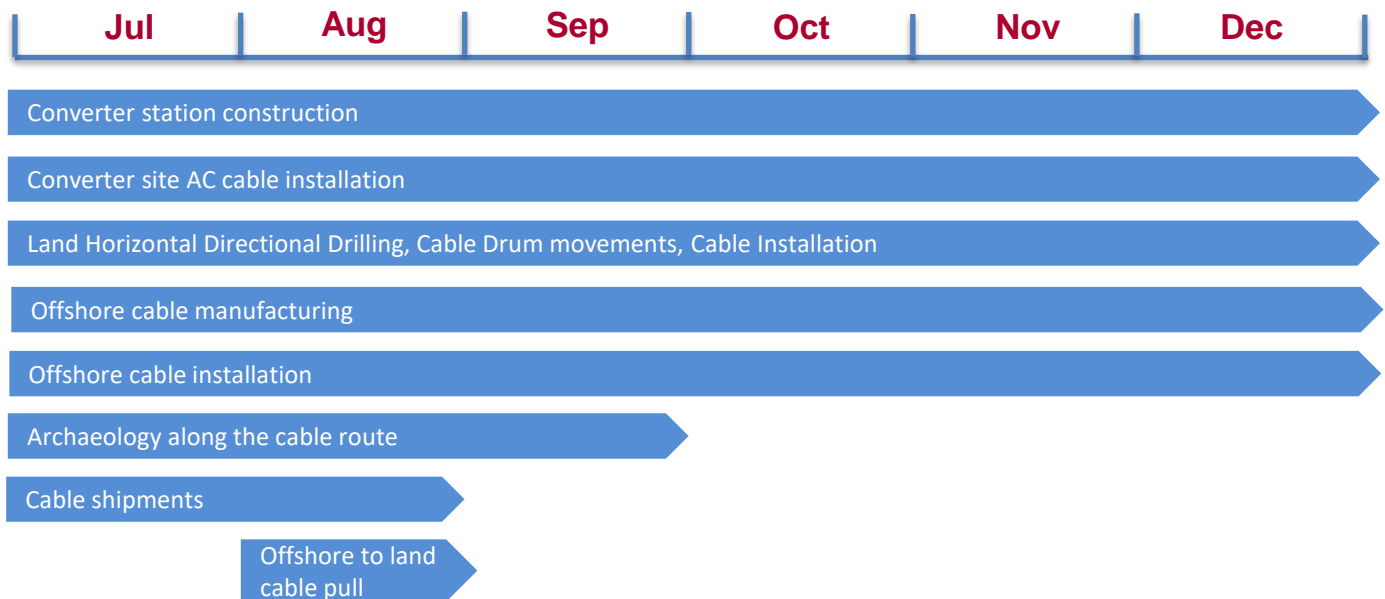 Jul Aug Sep Oct Nov Dec
Converter station construction
Converter site AC cable installation
Land Horizontal Directional Drilling, Cable Drum movements, Cable Installation
Offshore cable manufacturing
Offshore cable installation
Archaeology along the cable route
Cable shipments
Offshore to land
cable pull